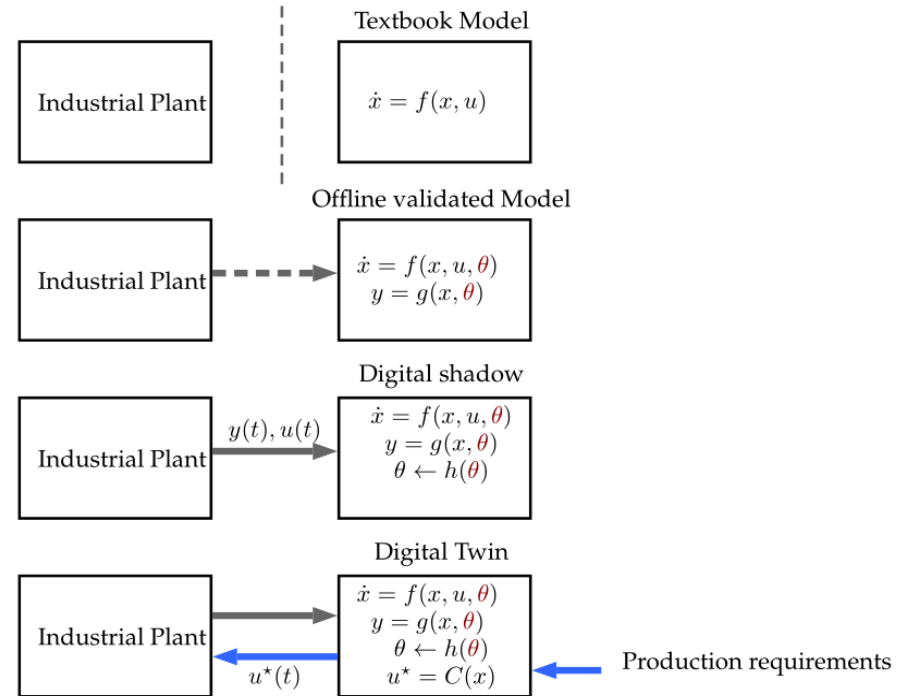 Textbook Model
Industrial Plant
ẋ = f(x, u)
Offline validated Model
Industrial Plant
ẋ = f(x, u, θ)
y = g(x, θ)
Digital shadow
Industrial Plant
y(t), u(t)
ẋ = f(x, u, θ)
y = g(x, θ)
θ ← h(θ)
Digital Twin
Industrial Plant
u⋆(t)
ẋ = f(x, u, θ)
y = g(x, θ)
θ ← h(θ)
u⋆ = C(x)
Production requirements